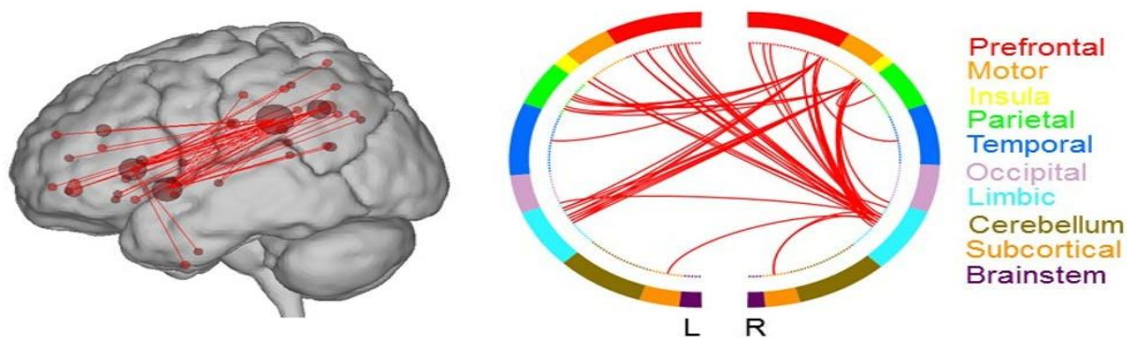 Prefrontal
Motor
Insula
Parietal
Temporal
Occipital
Limbic
Cerebellum
Subcortical
Brainstem
L R